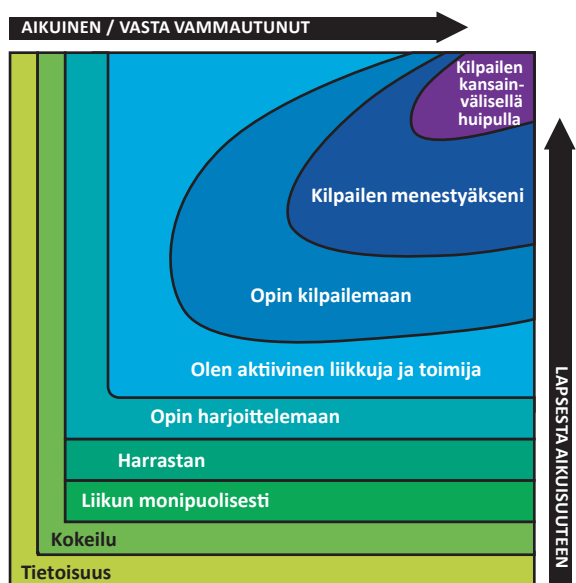 AIKUINEN / VASTA VAMMAUTUNUT
Kilpailen
kansain-
välisellä
huipulla
Kilpailen menestyäkseni
Opin kilpailemaan
Olen aktiivinen liikkuja ja toimija
Opin harjoittelemaan
Harrastan
Liikun monipuolisesti
Kokeilu
Tietoisuus
LAPSESTA AIKUISUUTEEN